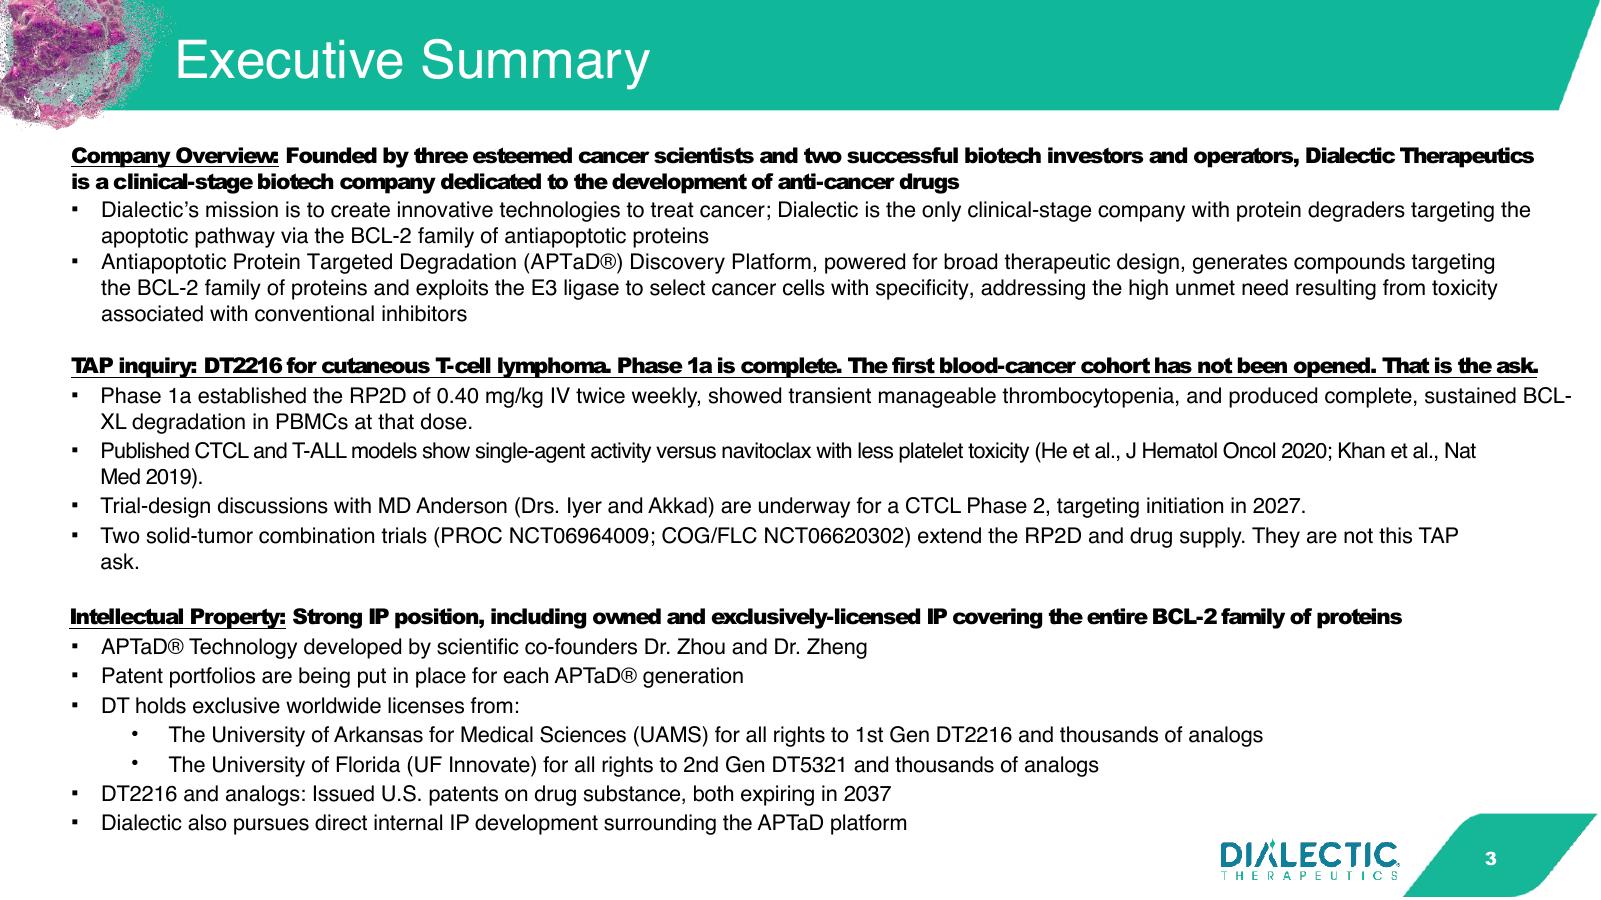 Executive Summary
Company Overview: Founded by three esteemed cancer scientists and two successful biotech investors and operators, Dialectic Therapeutics
is a clinical-stage biotech company dedicated to the development of anti-cancer drugs
▪ Dialectic’s mission is to create innovative technologies to treat cancer; Dialectic is the only clinical-stage company with protein degraders targeting the
apoptotic pathway via the BCL-2 family of antiapoptotic proteins
▪ Antiapoptotic Protein Targeted Degradation (APTaD®) Discovery Platform, powered for broad therapeutic design, generates compounds targeting
the BCL-2 family of proteins and exploits the E3 ligase to select cancer cells with specificity, addressing the high unmet need resulting from toxicity
associated with conventional inhibitors
TAP inquiry: DT2216 for cutaneous T-cell lymphoma. Phase 1a is complete. The first blood-cancer cohort has not been opened. That is the ask.
▪ Phase 1a established the RP2D of 0.40 mg/kg IV twice weekly, showed transient manageable thrombocytopenia, and produced complete, sustained BCL-
XL degradation in PBMCs at that dose.
▪ Published CTCL and T-ALL models show single-agent activity versus navitoclax with less platelet toxicity (He et al., J Hematol Oncol 2020; Khan et al., Nat
Med 2019).
▪ Trial-design discussions with MD Anderson (Drs. Iyer and Akkad) are underway for a CTCL Phase 2, targeting initiation in 2027.
▪ Two solid-tumor combination trials (PROC NCT06964009; COG/FLC NCT06620302) extend the RP2D and drug supply. They are not this TAP
ask.
Intellectual Property: Strong IP position, including owned and exclusively-licensed IP covering the entire BCL-2 family of proteins
▪ APTaD® Technology developed by scientific co-founders Dr. Zhou and Dr. Zheng
▪ Patent portfolios are being put in place for each APTaD® generation
▪ DT holds exclusive worldwide licenses from:
• The University of Arkansas for Medical Sciences (UAMS) for all rights to 1st Gen DT2216 and thousands of analogs
• The University of Florida (UF Innovate) for all rights to 2nd Gen DT5321 and thousands of analogs
▪ DT2216 and analogs: Issued U.S. patents on drug substance, both expiring in 2037
▪ Dialectic also pursues direct internal IP development surrounding the APTaD platform
DIALECTIC
THERAPEUTICS
3